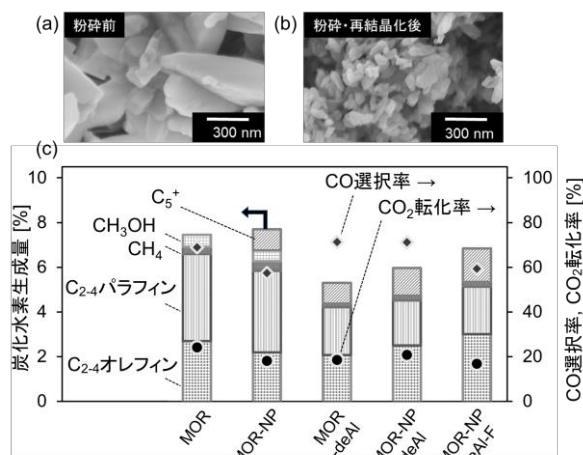 (a)
粉砕前
300 nm
(b)
粉砕・再結晶化後
300 nm
(c)
炭化水素生成量 [%]
10
8
6
4
2
0
C₅⁺
CH₃OH
CH₄
C₂₋₄パラフィン
C₂₋₄オレフィン
CO選択率 →
CO₂転化率 →
100
80
60
40
20
0
CO選択率, CO₂転化率 [%]
MOR
MOR-NP
MOR
-deAl
MOR-NP
MOR-NP